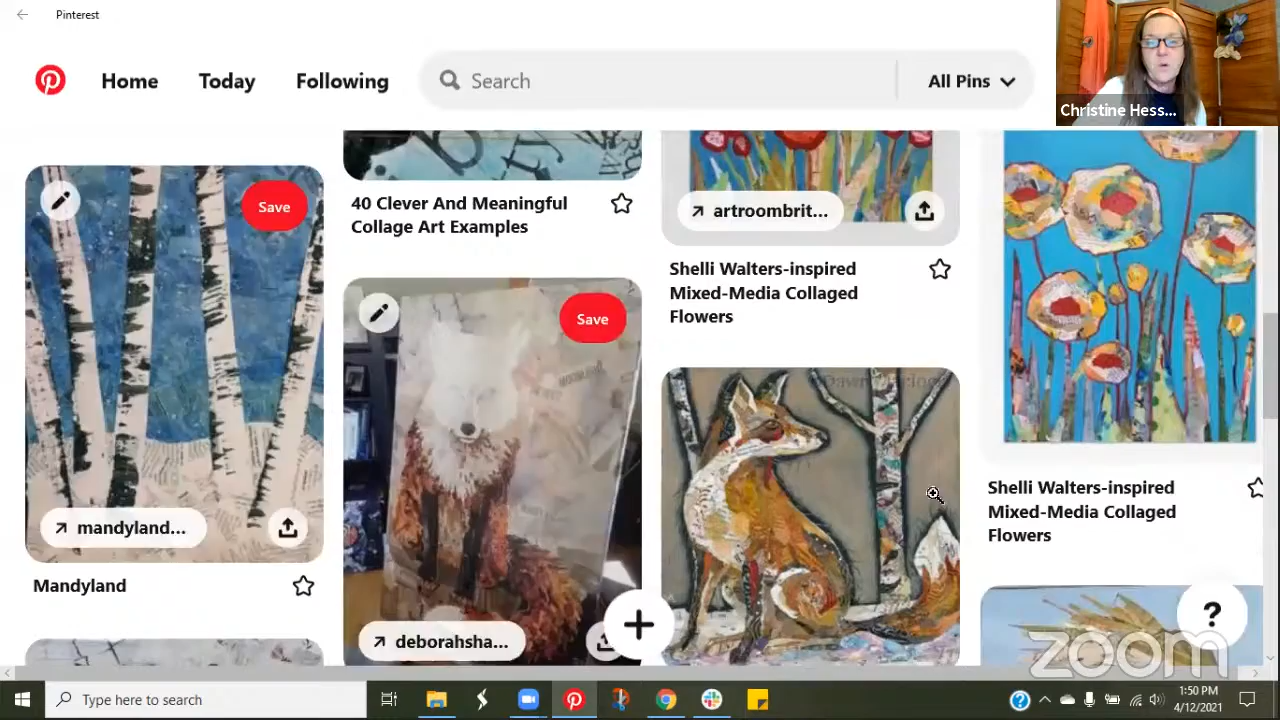 Pinterest
Home
Today
Following
Search
All Pins
Christine Hess...
Save
mandyland...
Mandyland
40 Clever And Meaningful
Collage Art Examples
Save
deborahsha...
artroombrit...
Shelli Walters-inspired
Mixed-Media Collaged
Flowers
Shelli Walters-inspired
Mixed-Media Collaged
Flowers
+
?
zoom
Type here to search
1:50 PM
4/12/2021